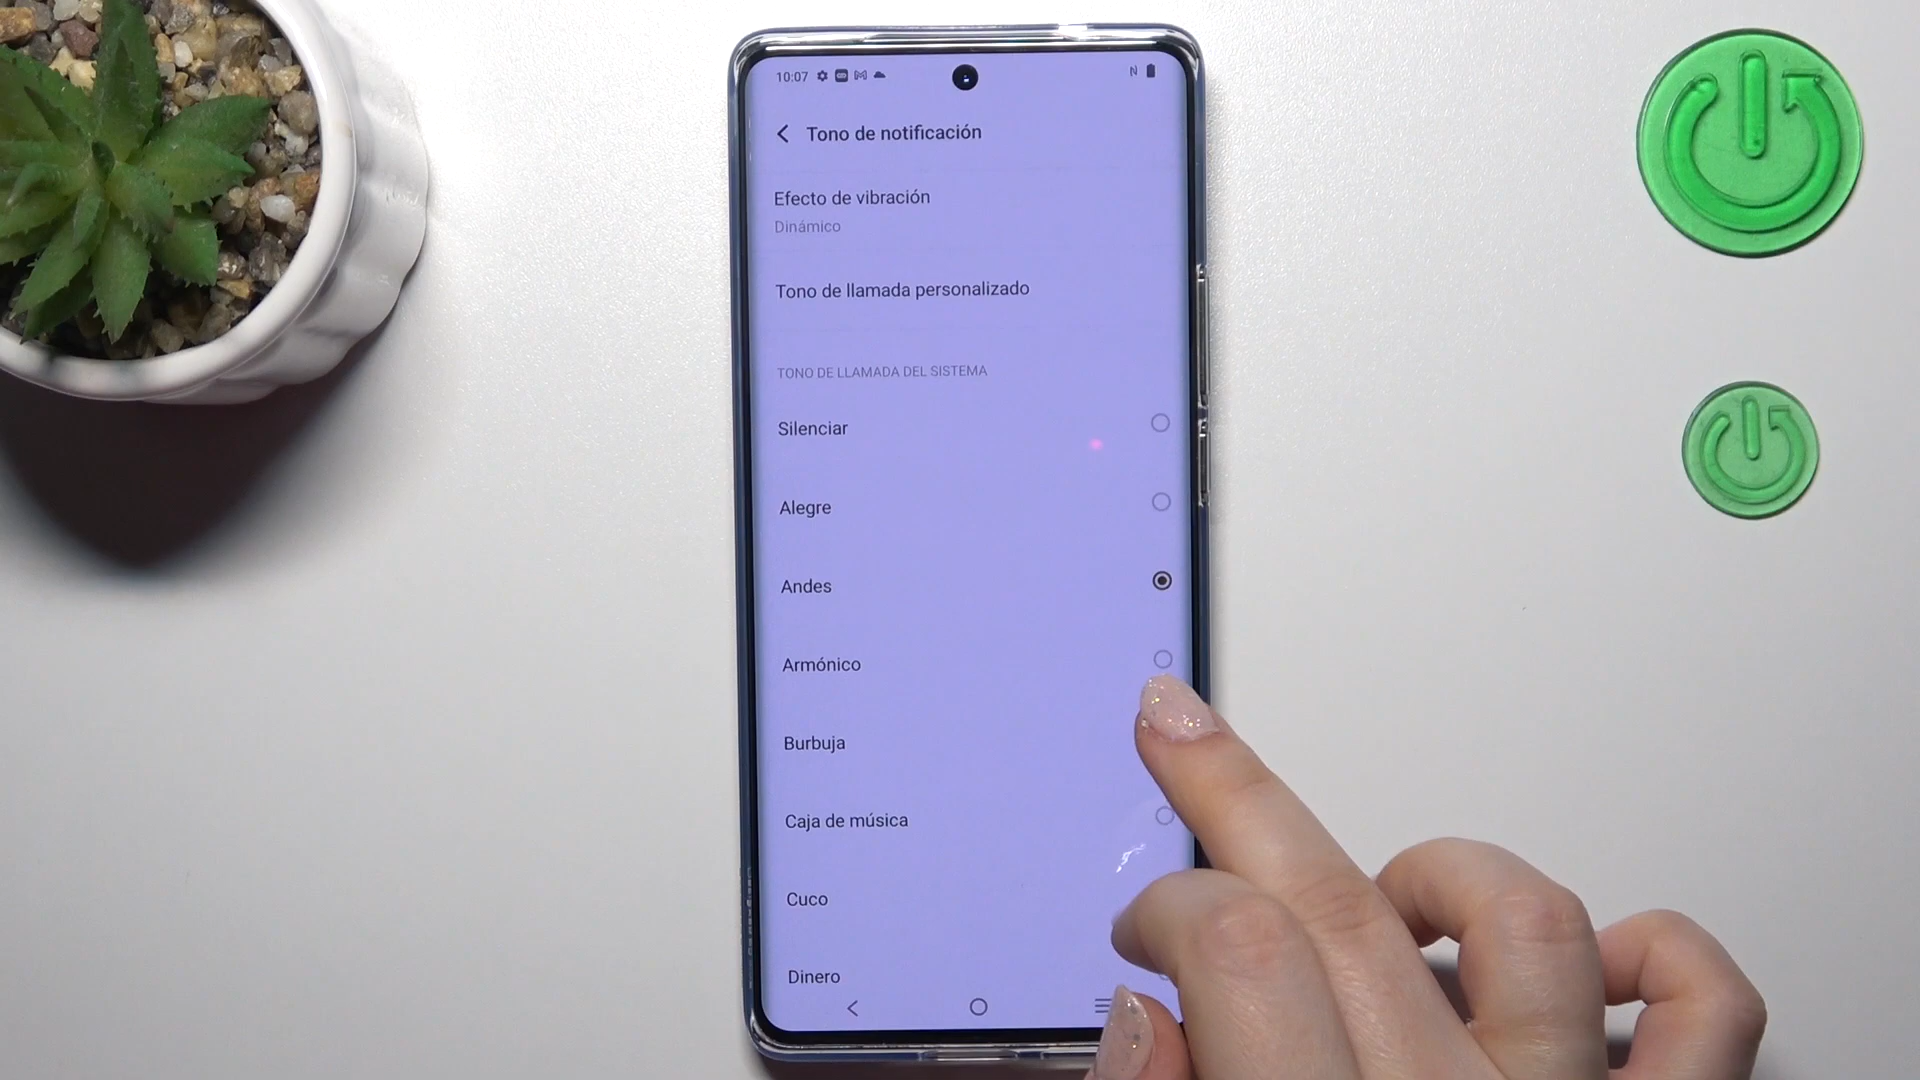 10:07
Tono de notificación
Efecto de vibración
Dinámico
Tono de llamada personalizado
TONO DE LLAMADA DEL SISTEMA
Silenciar
Alegre
Andes
Armónico
Burbuja
Caja de música
Cuco
Dinero